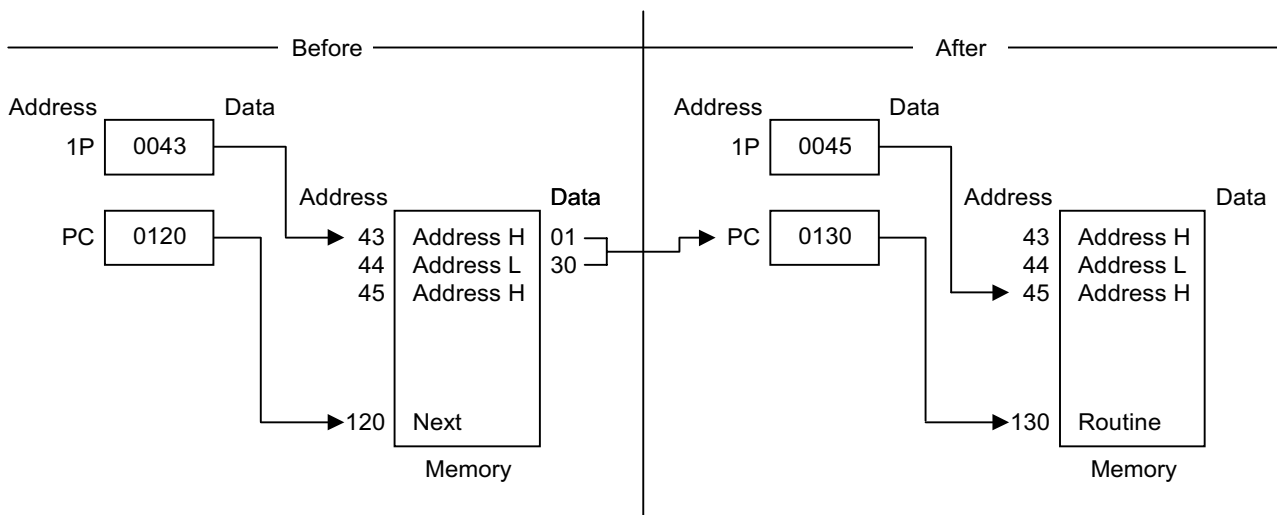 Before
After
Address Data
1P 0043
Address Data
PC 0120
43 Address H 01
44 Address L 30
45 Address H
120 Next
Memory
Address Data
1P 0045
Address Data
PC 0130
43 Address H
44 Address L
45 Address H
130 Routine
Memory